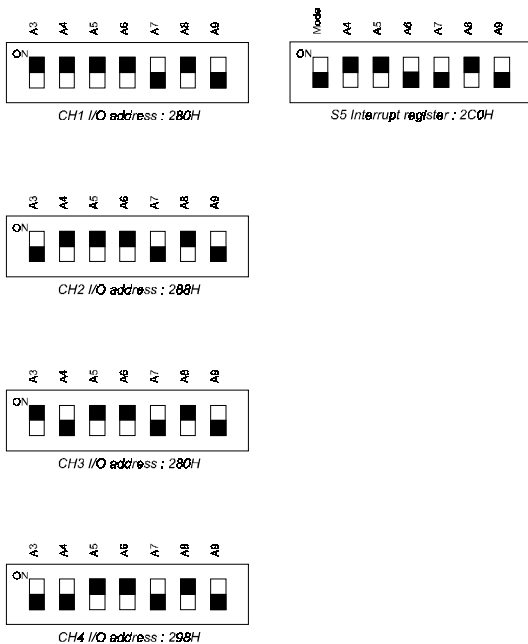 A3 A4 A5 A6 A7 A8 A9
ON
CH1 I/O address : 280H
Mode A4 A5 A6 A7 A8 A9
ON
S5 Interrupt register : 2C0H
A3 A4 A5 A6 A7 A8 A9
ON
CH2 I/O address : 288H
A3 A4 A5 A6 A7 A8 A9
ON
CH3 I/O address : 280H
A3 A4 A5 A6 A7 A8 A9
ON
CH4 I/O address : 298H